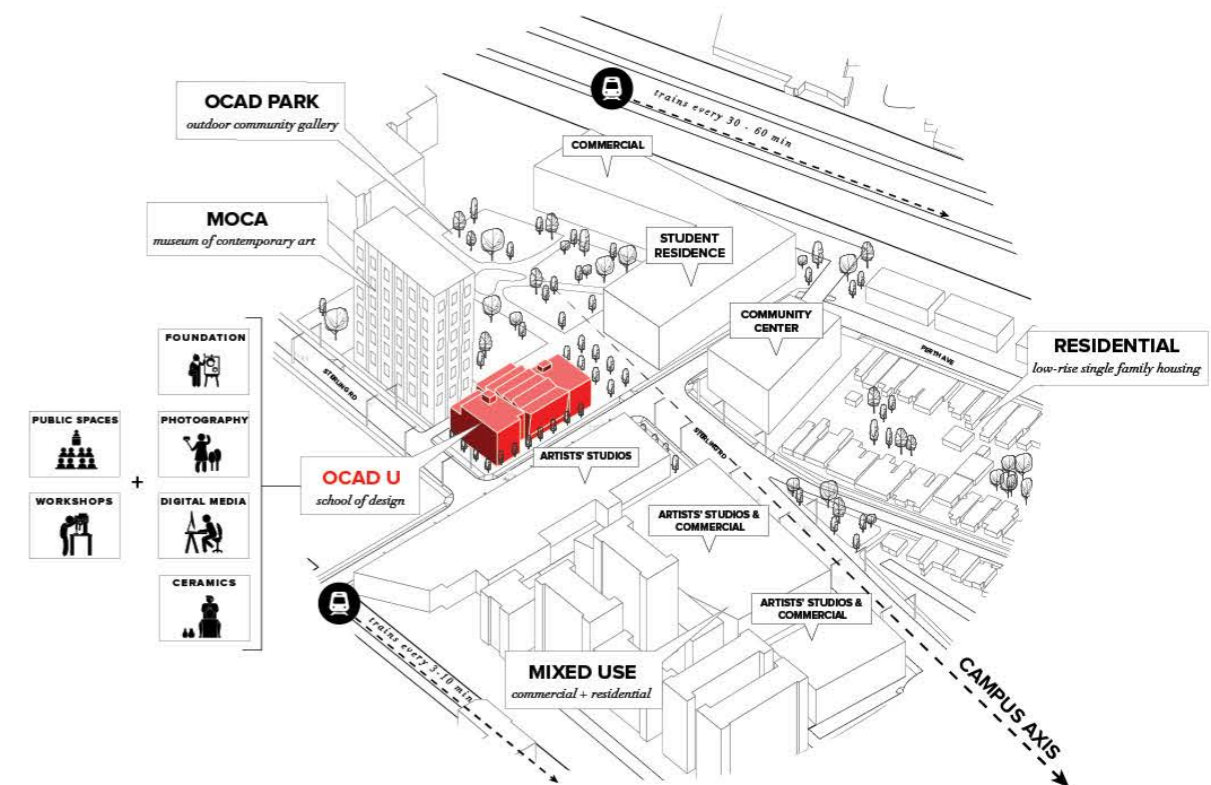 trains every 30 - 60 min
OCAD PARK
outdoor community gallery
COMMERCIAL
MOCA
museum of contemporary art
STUDENT
RESIDENCE
COMMUNITY
CENTER
PERTH AVE
RESIDENTIAL
low-rise single family housing
FOUNDATION
STERLING RD
PUBLIC SPACES
PHOTOGRAPHY
+
WORKSHOPS
DIGITAL MEDIA
CERAMICS
OCAD U
school of design
ARTISTS' STUDIOS
STERLING RD
ARTISTS' STUDIOS &
COMMERCIAL
ARTISTS' STUDIOS &
COMMERCIAL
trains every 3-10 min
MIXED USE
commercial + residential
CAMPUS AXIS